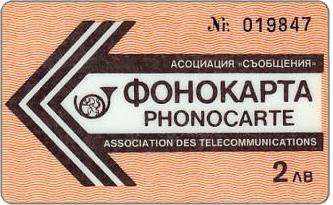 №: 019847
АСОЦИАЦИЯ "СЪОБЩЕНИЯ"
ФОНОКАРТА
PHONOCARTE
ASSOCIATION DES TELECOMMUNICATIONS
2 лв